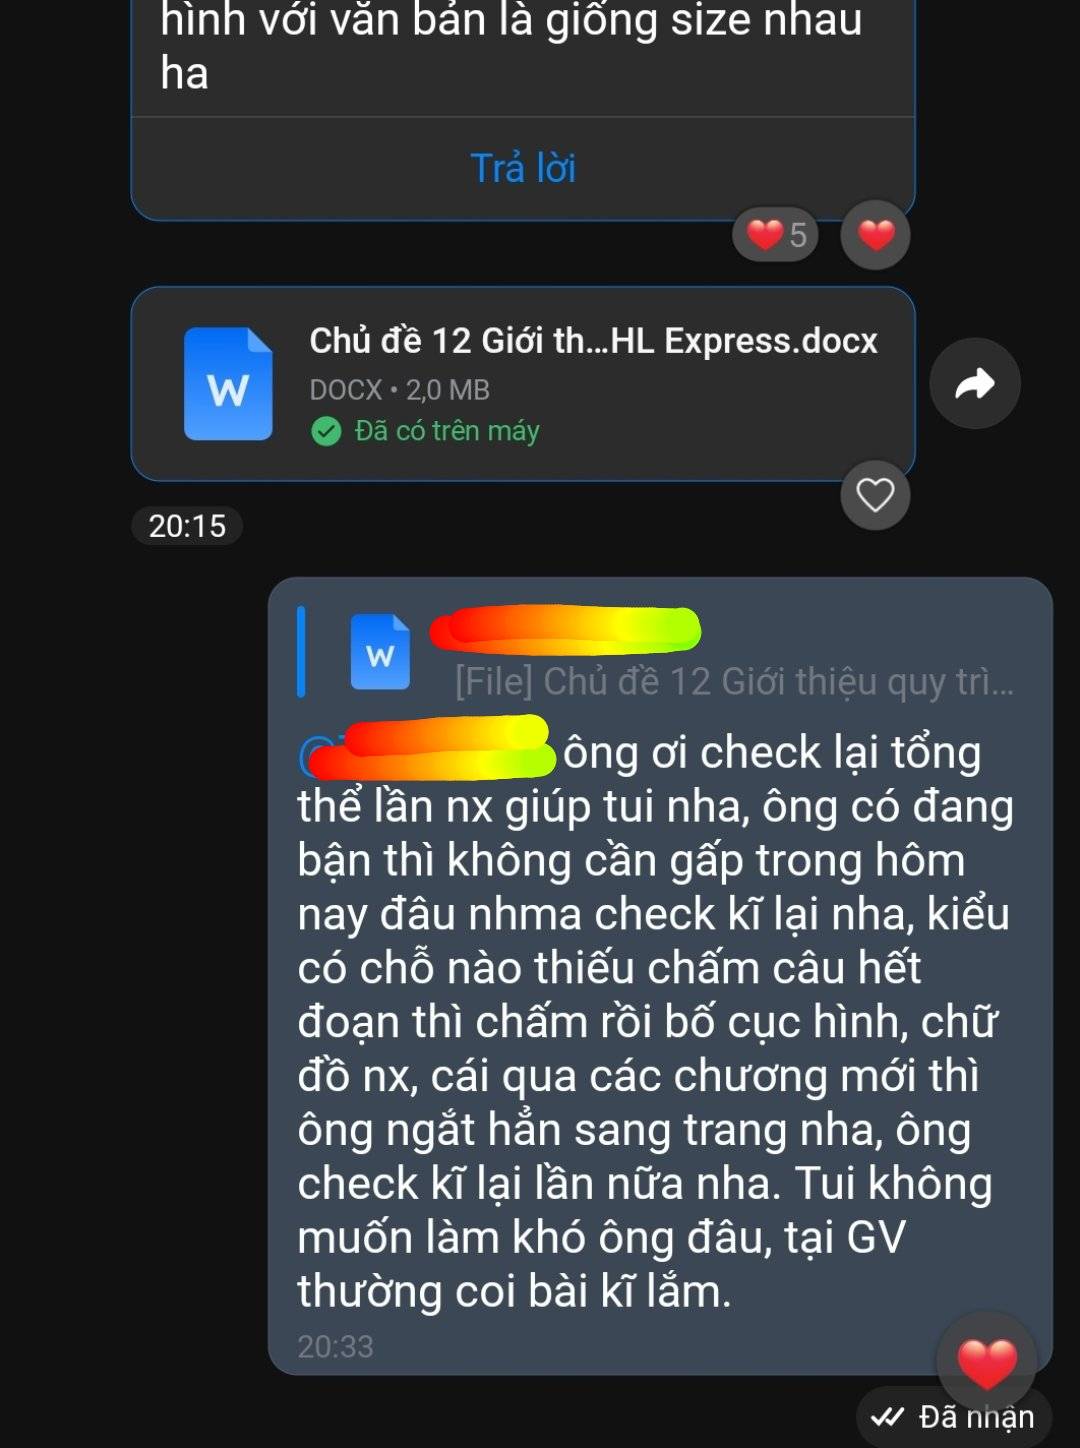 hình với văn bản là giống size nhau
ha
Trả lời
5
W
Chủ đề 12 Giới th...HL Express.docx
DOCX • 2,0 MB
Đã có trên máy
20:15
W
[File] Chủ đề 12 Giới thiệu quy trì...
@ ông ơi check lại tổng
thể lần nx giúp tui nha, ông có đang
bận thì không cần gấp trong hôm
nay đâu nhma check kĩ lại nha, kiểu
có chỗ nào thiếu chấm câu hết
đoạn thì chấm rồi bố cục hình, chữ
đồ nx, cái qua các chương mới thì
ông ngắt hẳn sang trang nha, ông
check kĩ lại lần nữa nha. Tui không
muốn làm khó ông đâu, tại GV
thường coi bài kĩ lắm.
20:33
Đã nhận